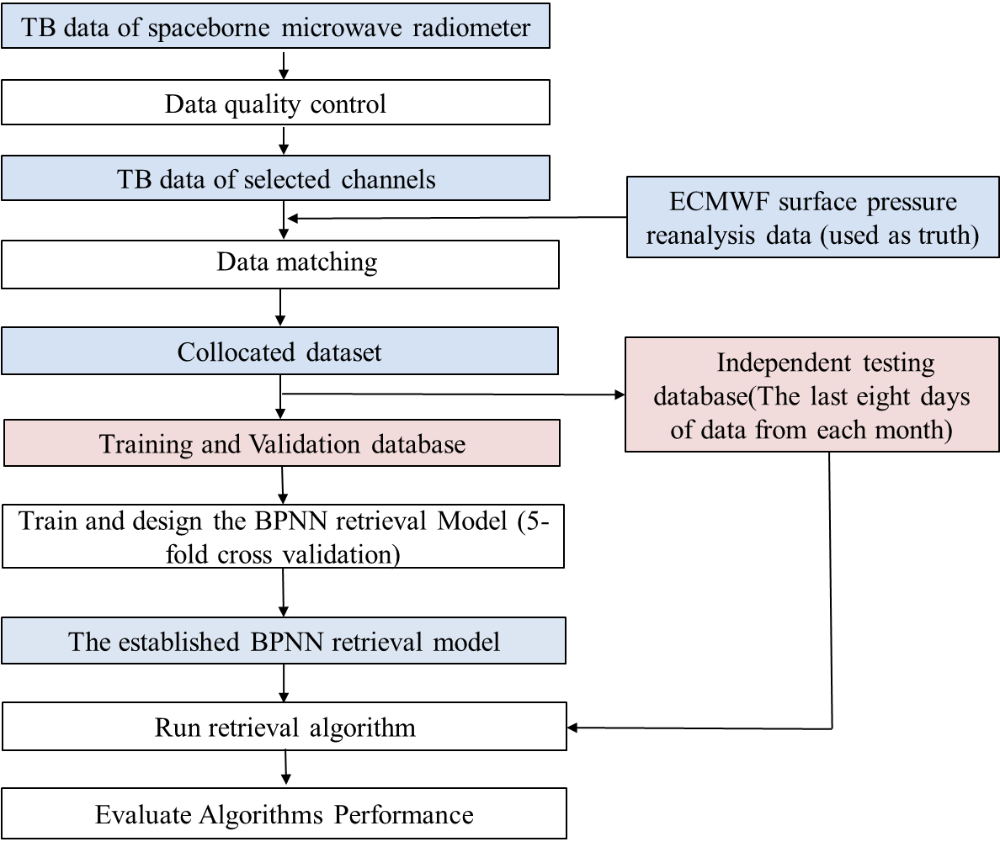 TB data of spaceborne microwave radiometer
Data quality control
TB data of selected channels
ECMWF surface pressure
reanalysis data (used as truth)
Data matching
Collocated dataset
Independent testing
database(The last eight days
of data from each month)
Training and Validation database
Train and design the BPNN retrieval Model (5-
fold cross validation)
The established BPNN retrieval model
Run retrieval algorithm
Evaluate Algorithms Performance